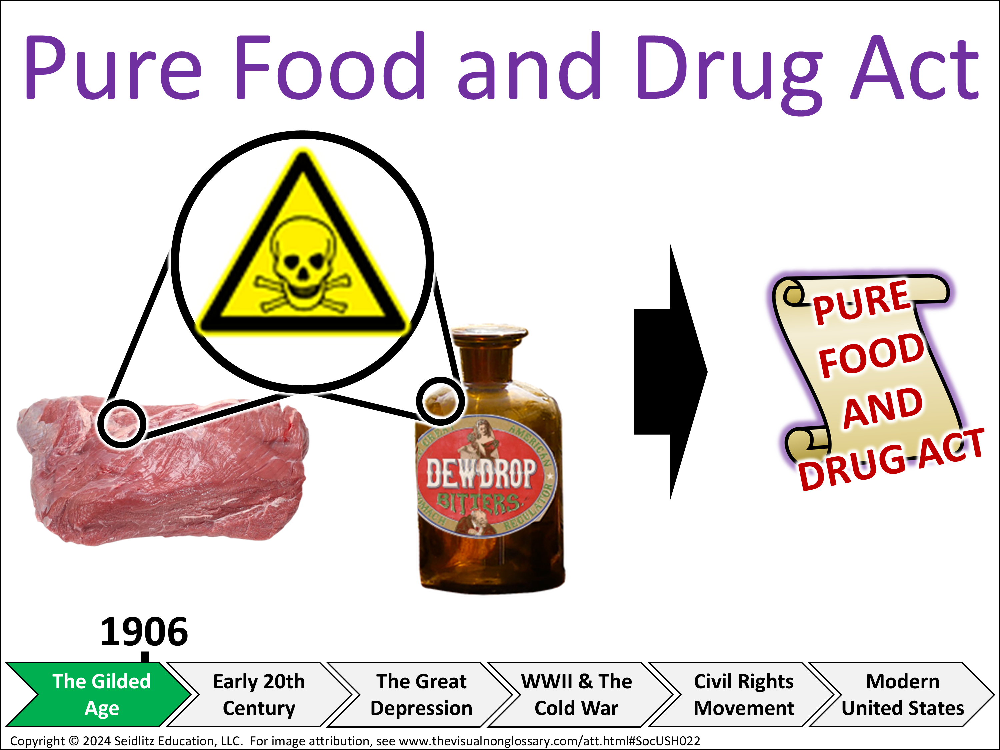 Pure Food and Drug Act
GREAT AMERICAN
DEWDROP
BITTERS.
REGULATOR
PURE
FOOD
AND
DRUG ACT
1906
The Gilded
Age
Early 20th
Century
The Great
Depression
WWII & The
Cold War
Civil Rights
Movement
Modern
United States
Copyright © 2024 Seidlitz Education, LLC. For image attribution, see www.thevisualnonglossary.com/att.html#SocUSH022